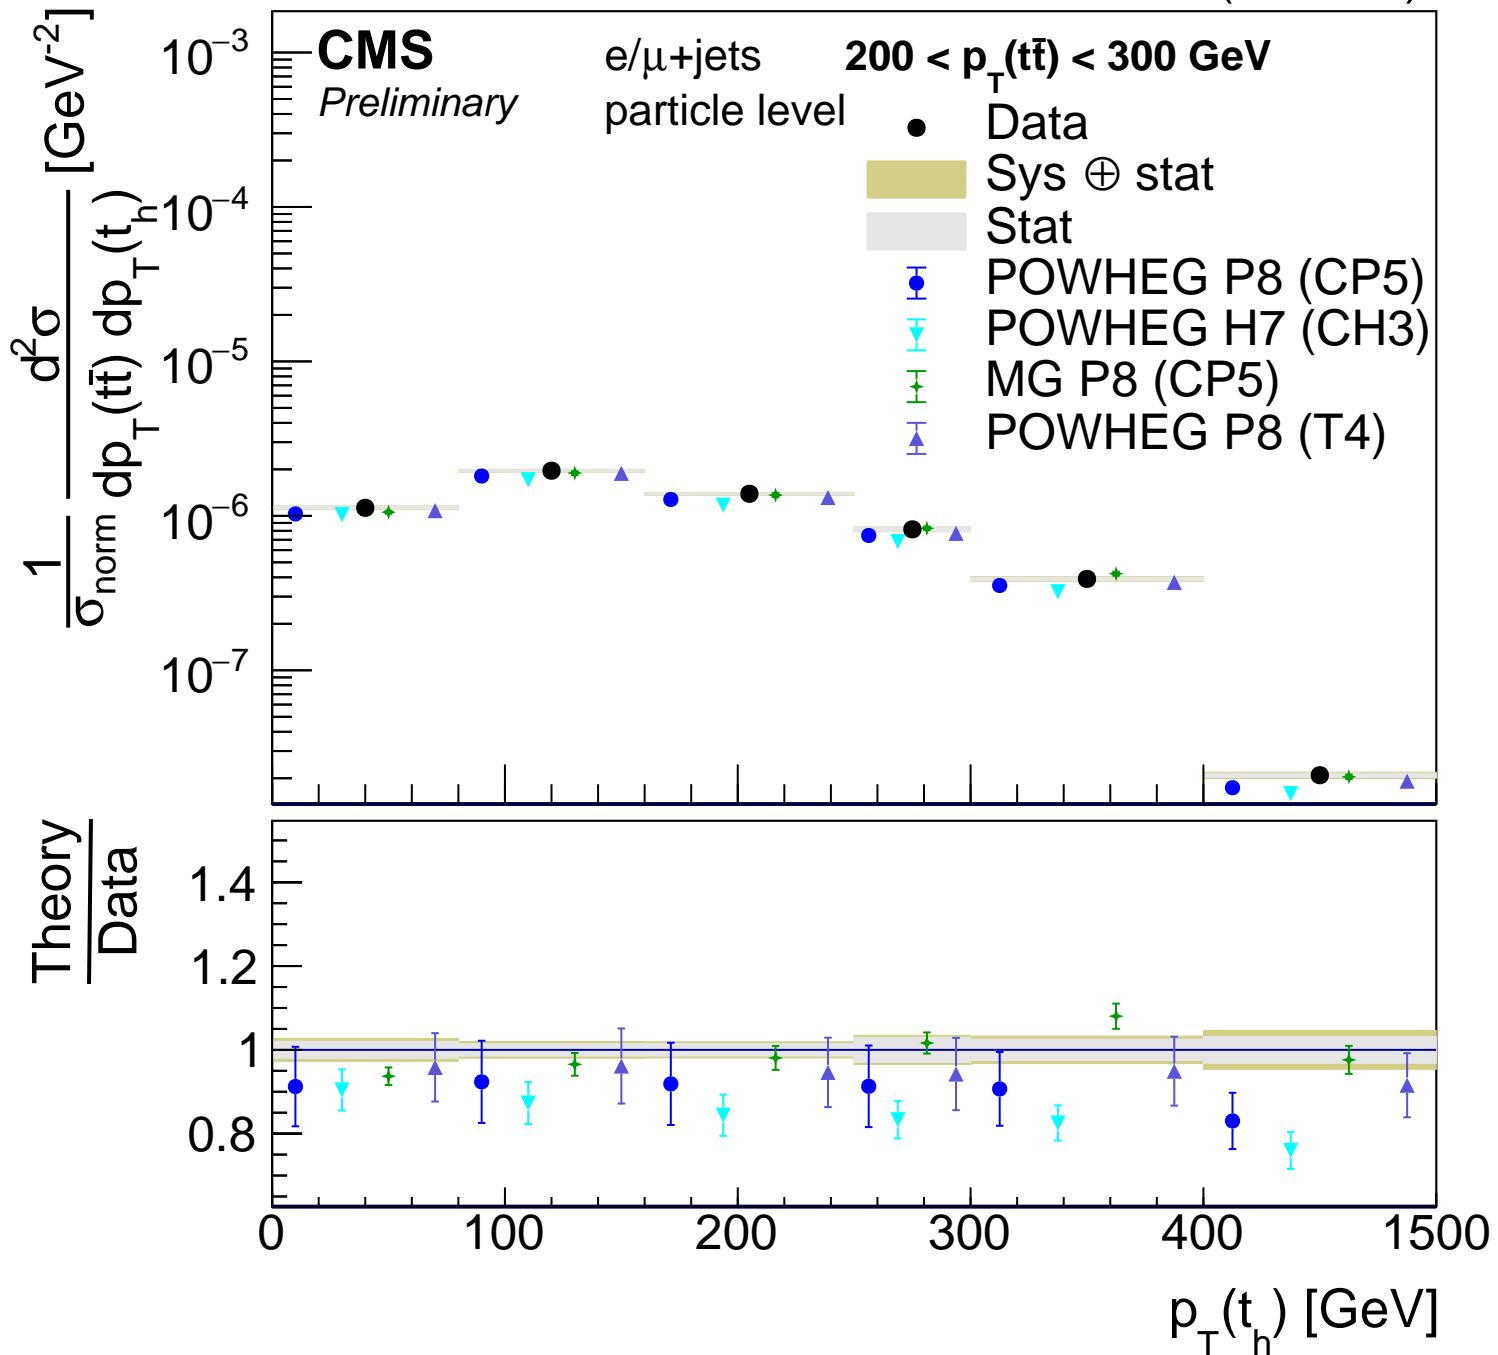 CMS
Preliminary
e/μ+jets
particle level
200 < p_T(tt̄) < 300 GeV
Data
Sys ⊕ stat
Stat
POWHEG P8 (CP5)
POWHEG H7 (CH3)
MG P8 (CP5)
POWHEG P8 (T4)
1/σ_norm d²σ/dp_T(tt̄) dp_T(t_h) [GeV⁻²]
10⁻³
10⁻⁴
10⁻⁵
10⁻⁶
10⁻⁷
Theory
Data
1.4
1.2
1
0.8
0 100 200 300 400 1500
p_T(t_h) [GeV]